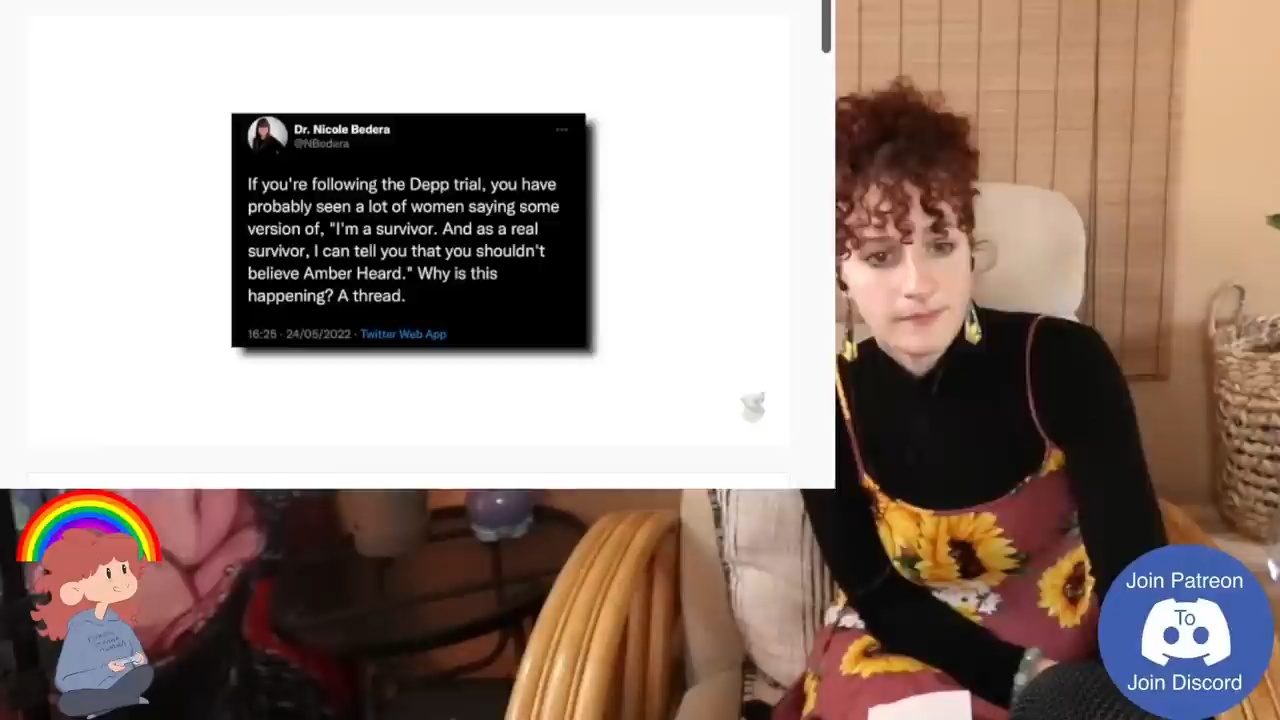 Dr. Nicole Bedera
@NBedera
If you're following the Depp trial, you have
probably seen a lot of women saying some
version of, "I'm a survivor. And as a real
survivor, I can tell you that you shouldn't
believe Amber Heard." Why is this
happening? A thread.
16:25 · 24/05/2022 · Twitter Web App
Join Patreon
To
Join Discord